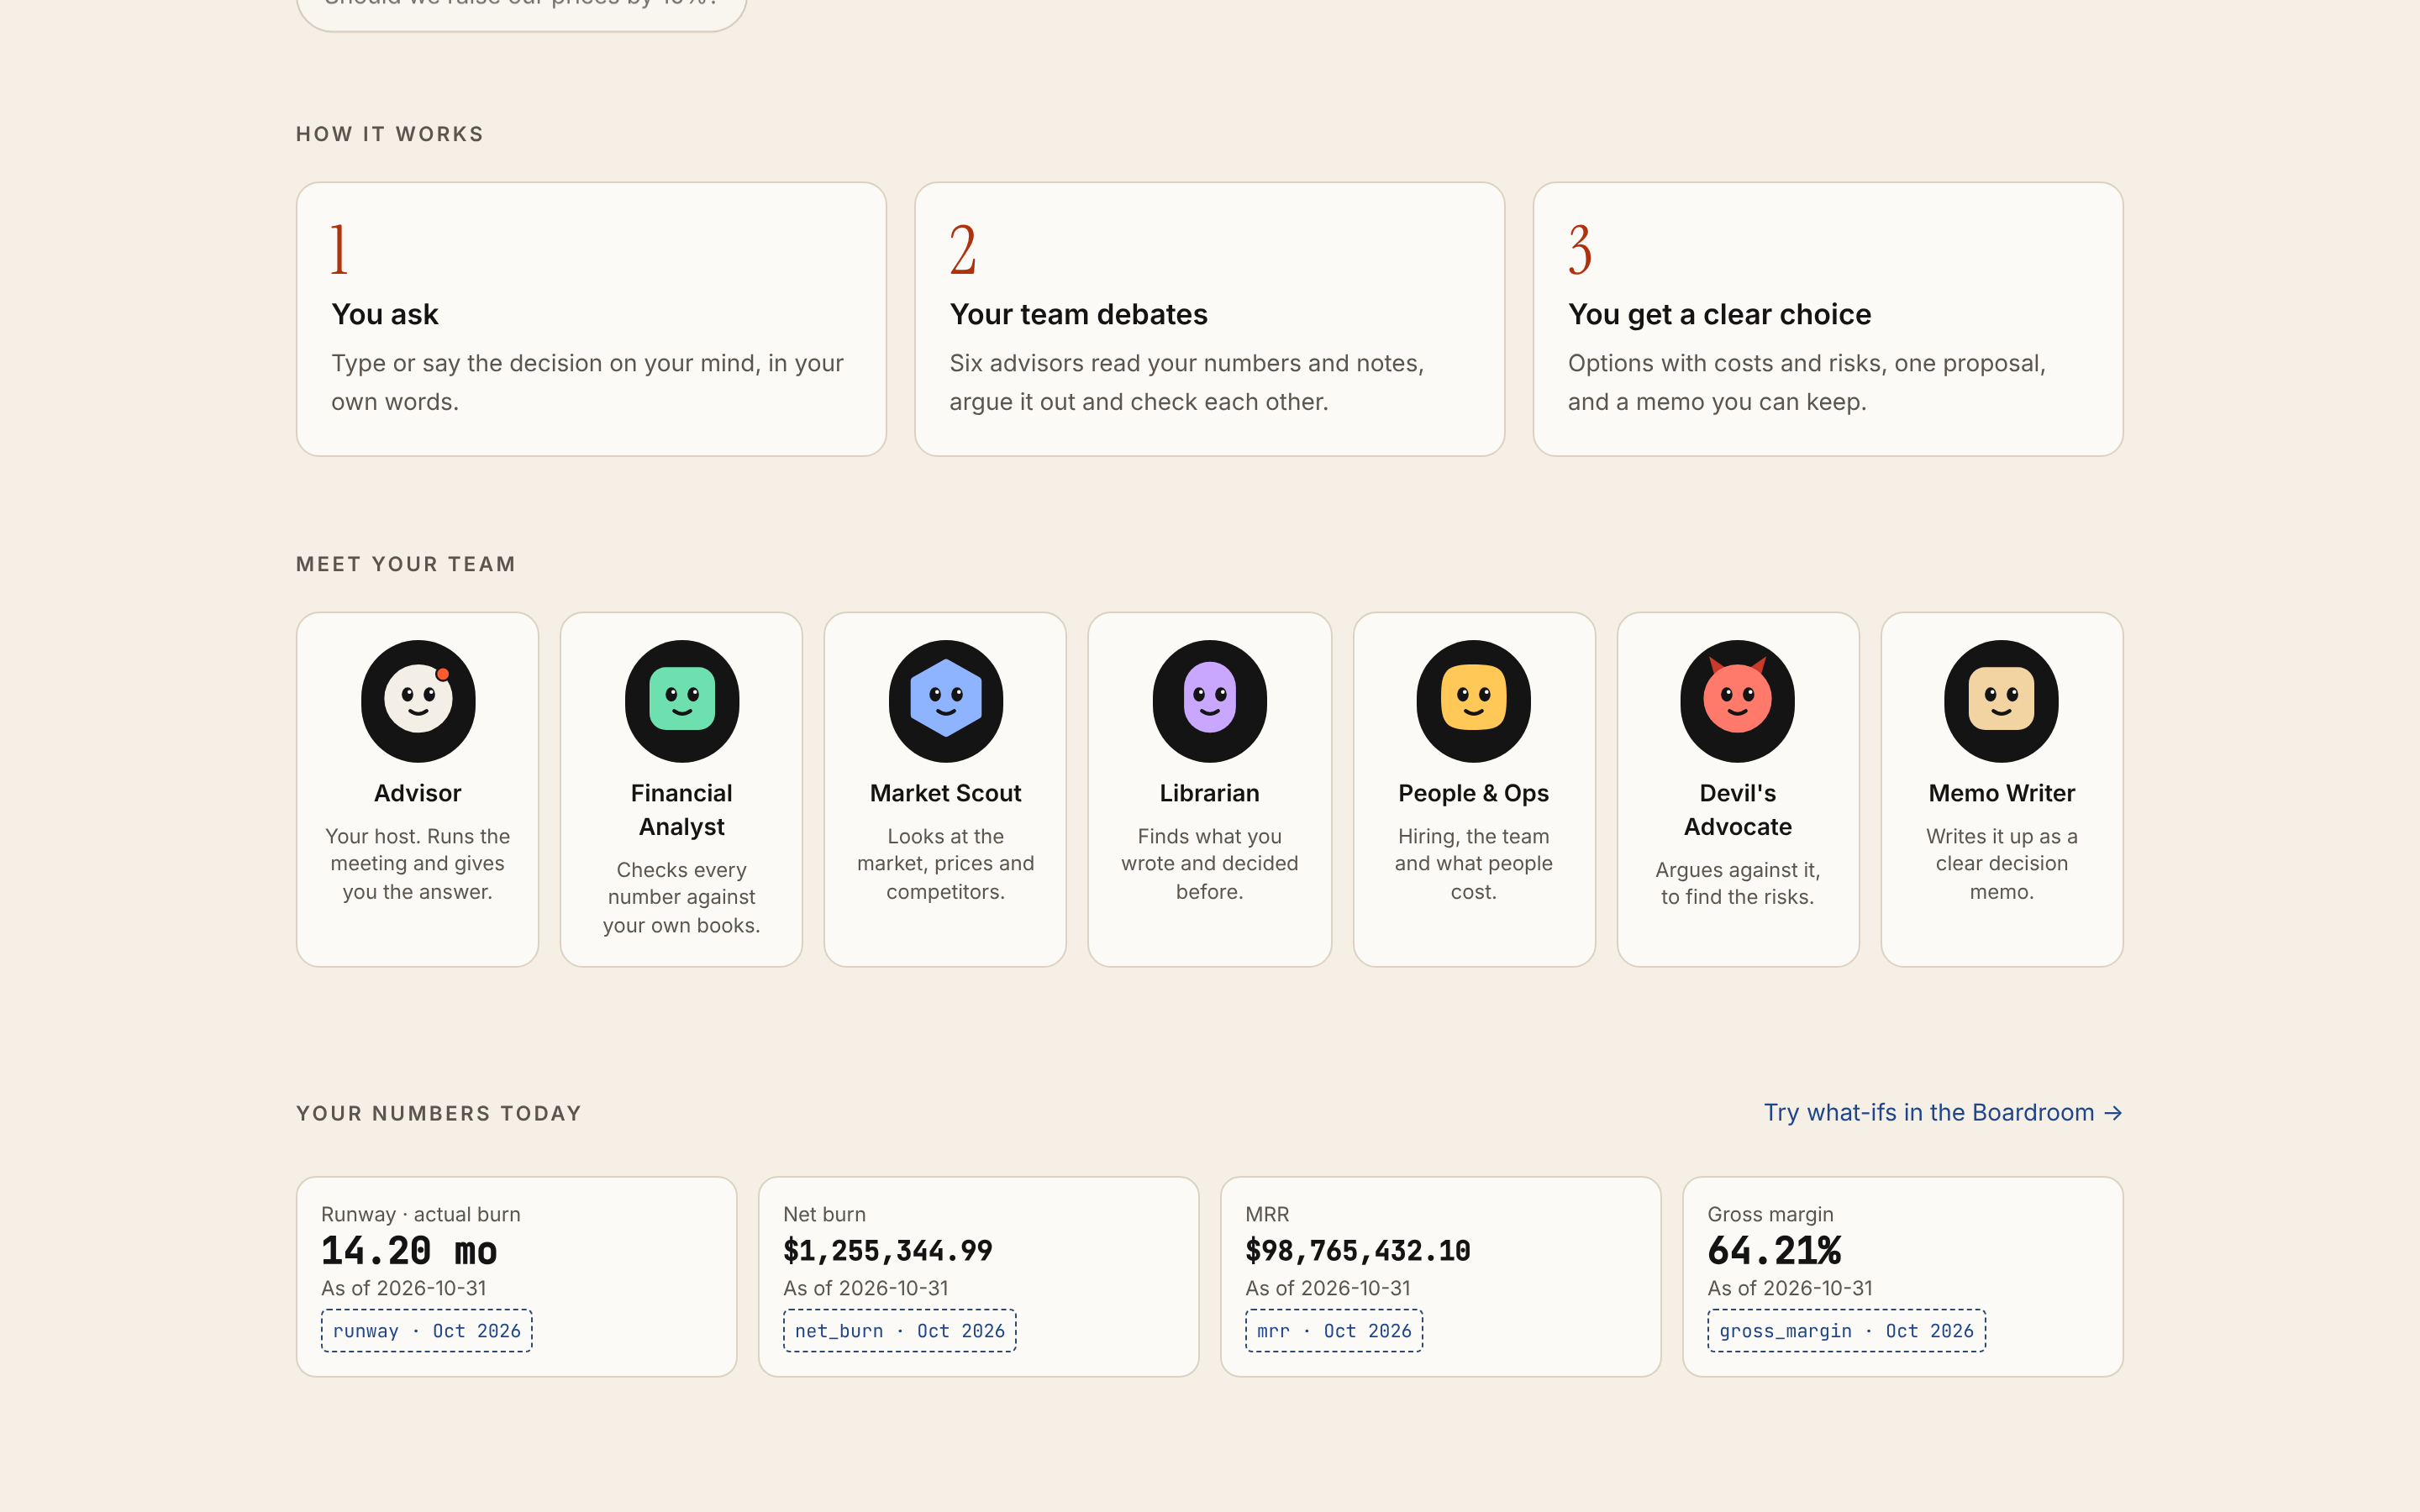 HOW IT WORKS
1
You ask
Type or say the decision on your mind, in your
own words.
2
Your team debates
Six advisors read your numbers and notes,
argue it out and check each other.
3
You get a clear choice
Options with costs and risks, one proposal,
and a memo you can keep.
MEET YOUR TEAM
Advisor
Your host. Runs the
meeting and gives
you the answer.
Financial
Analyst
Checks every
number against
your own books.
Market Scout
Looks at the
market, prices and
competitors.
Librarian
Finds what you
wrote and decided
before.
People & Ops
Hiring, the team
and what people
cost.
Devil's
Advocate
Argues against it,
to find the risks.
Memo Writer
Writes it up as a
clear decision
memo.
YOUR NUMBERS TODAY
Try what-ifs in the Boardroom →
Runway · actual burn
14.20 mo
As of 2026-10-31
runway · Oct 2026
Net burn
$1,255,344.99
As of 2026-10-31
net_burn · Oct 2026
MRR
$98,765,432.10
As of 2026-10-31
mrr · Oct 2026
Gross margin
64.21%
As of 2026-10-31
gross_margin · Oct 2026